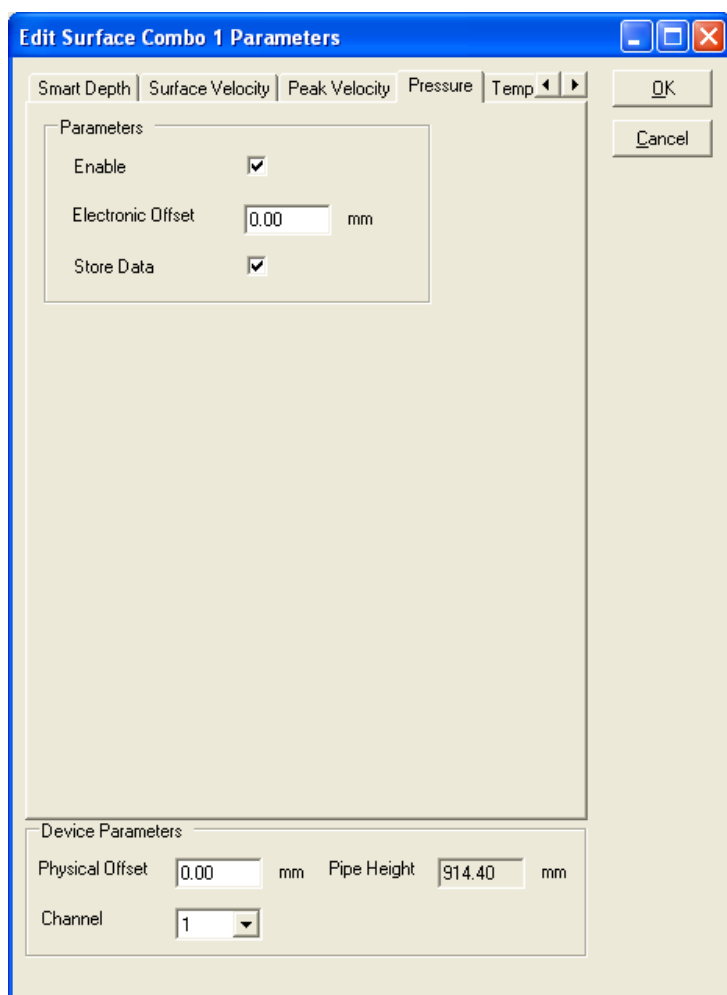 Edit Surface Combo 1 Parameters
Smart Depth Surface Velocity Peak Velocity Pressure Temp
OK
Cancel
Parameters
Enable
Electronic Offset 0.00 mm
Store Data
Device Parameters
Physical Offset 0.00 mm Pipe Height 914.40 mm
Channel 1